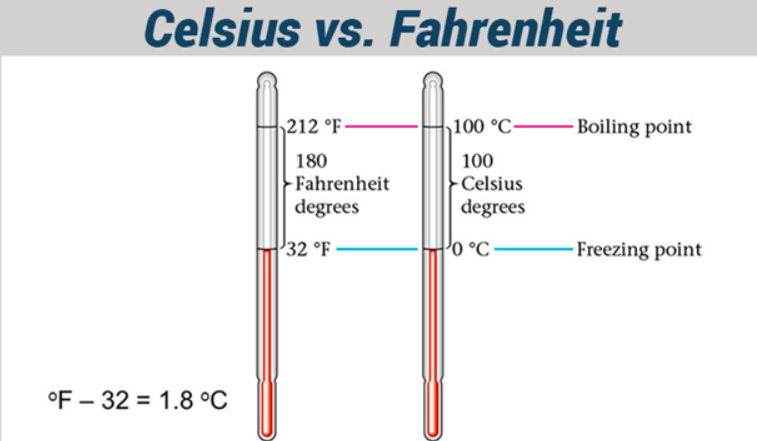 Celsius vs. Fahrenheit
212 °F 100 °C Boiling point
180 Fahrenheit degrees
100 Celsius degrees
32 °F 0 °C Freezing point
°F – 32 = 1.8 °C